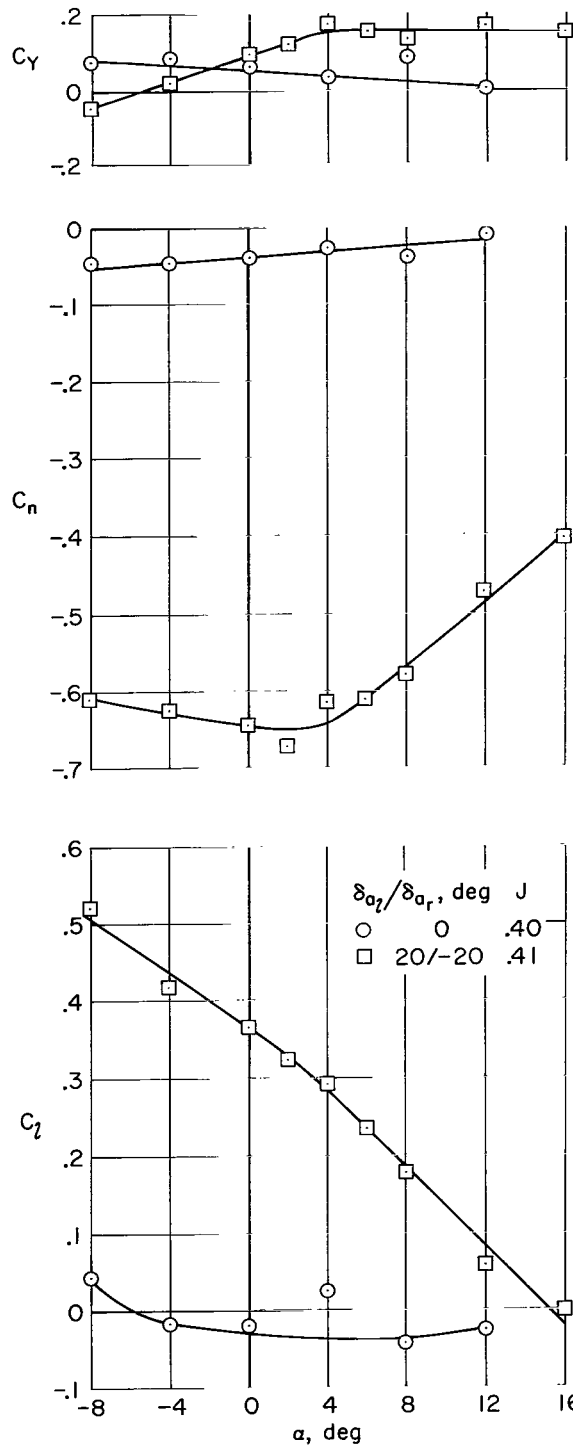 .2
C_Y
0
-.2
0
-.1
-.2
-.3
C_n
-.4
-.5
-.6
-.7
.6
δ_{a_l}/δ_{a_r}, deg J
○ 0 .40
□ 20/-20 .41
.5
.4
.3
C_l
.2
.1
0
-.1
-8 -4 0 4 8 12 16
α, deg